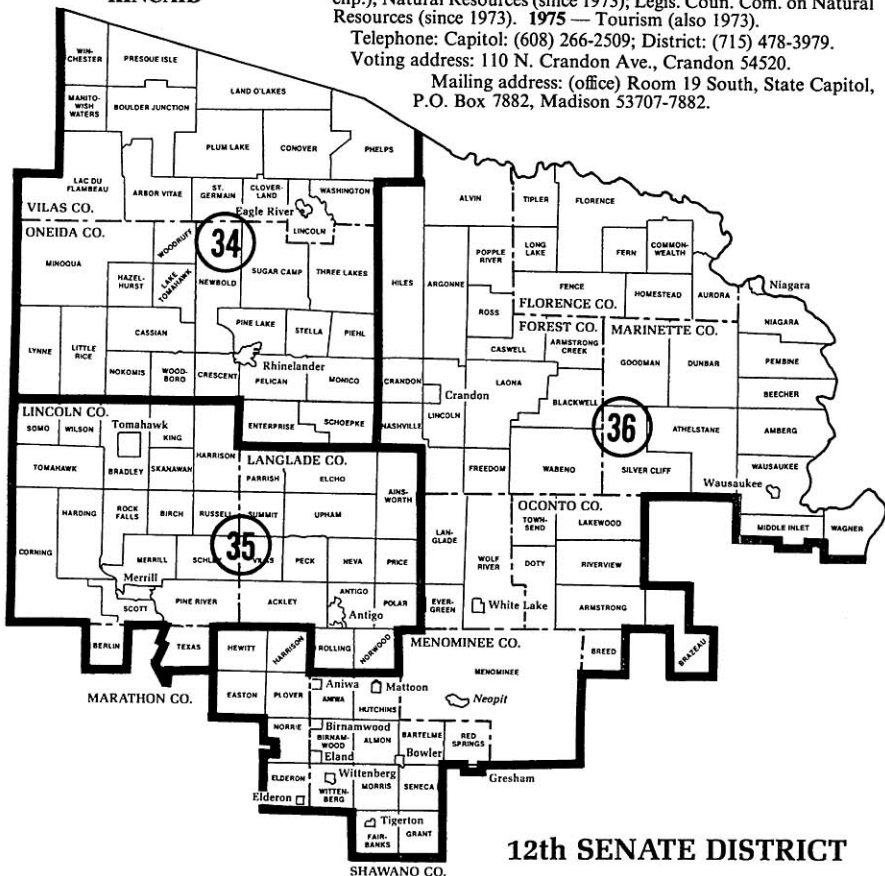 KINCAID
Natural Resources (since 1973); Legis. Coun. Com. on Natural
Resources (since 1973). 1975 — Tourism (also 1973).
Telephone: Capitol: (608) 266-2509; District: (715) 478-3979.
Voting address: 110 N. Crandon Ave., Crandon 54520.
Mailing address: (office) Room 19 South, State Capitol,
P.O. Box 7882, Madison 53707-7882.
WIN-
CHESTER
PRESQUE ISLE
LAND O'LAKES
MANITO-
WISH
WATERS
BOULDER JUNCTION
PLUM LAKE
CONOVER
PHELPS
LAC DU
FLAMBEAU
ARBOR VITAE
ST.
GERMAIN
CLOVER-
LAND
WASHINGTON
VILAS CO.
Eagle River
LINCOLN
ONEIDA CO.
MINOQUA
WOODRUFF
34
HAZEL-
HURST
LAKE
TOMAHAWK
NEWBOLD
SUGAR CAMP
THREE LAKES
CASSIAN
PINE LAKE
STELLA
PIEHL
LYNNE
LITTLE
RICE
Rhinelander
NOKOMIS
WOOD-
BORO
CRESCENT
PELICAN
MONICO
ENTERPRISE
SCHOEPKE
ALVIN
TIPLER
FLORENCE
HILES
ARGONNE
POPPLE
RIVER
LONG
LAKE
FERN
COMMON-
WEALTH
FENCE
HOMESTEAD
AURORA
Niagara
FLORENCE CO.
ROSS
NIAGARA
FOREST CO.
MARINETTE CO.
CASWELL
ARMSTRONG
CREEK
GOODMAN
DUNBAR
PEMBINE
CRANDON
Crandon
LAONA
BEECHER
LINCOLN
BLACKWELL
36
ATHELSTANE
AMBERG
NASHVILLE
FREEDOM
WABENO
SILVER CLIFF
WAUSAUKEE
Wausaukee
MIDDLE INLET
WAGNER
LINCOLN CO.
SOMO
WILSON
Tomahawk
KING
HARRISON
LANGLADE CO.
TOMAHAWK
BRADLEY
SKANAWAN
PARRISH
ELCHO
AINS-
WORTH
HARDING
ROCK
FALLS
BIRCH
RUSSELL
SUMMIT
UPHAM
CORNING
35
MERRILL
SCHLEY
VILAS
PECK
NEVA
PRICE
Merrill
SCOTT
PINE RIVER
ACKLEY
ANTIGO
Antigo
POLAR
BERLIN
TEXAS
ROLLING
NORWOOD
MARATHON CO.
OCONTO CO.
LAN-
GLADE
WOLF
RIVER
TOWN-
SEND
LAKEWOOD
DOTY
RIVERVIEW
EVER-
GREEN
White Lake
ARMSTRONG
MENOMINEE CO.
MENOMINEE
BREED
BRAZEAU
Neopit
HEWITT
HARRISON
EASTON
PLOVER
Aniwa
ANIWA
Mattoon
HUTCHINS
NORRIE
Birnamwood
BIRNAM-
WOOD
ALMON
BARTELME
RED
SPRINGS
Eland
Bowler
Gresham
ELDERON
Wittenberg
WITTEN-
BERG
MORRIS
SENECA
Elderon
Tigerton
FAIR-
BANKS
GRANT
SHAWANO CO.
12th SENATE DISTRICT